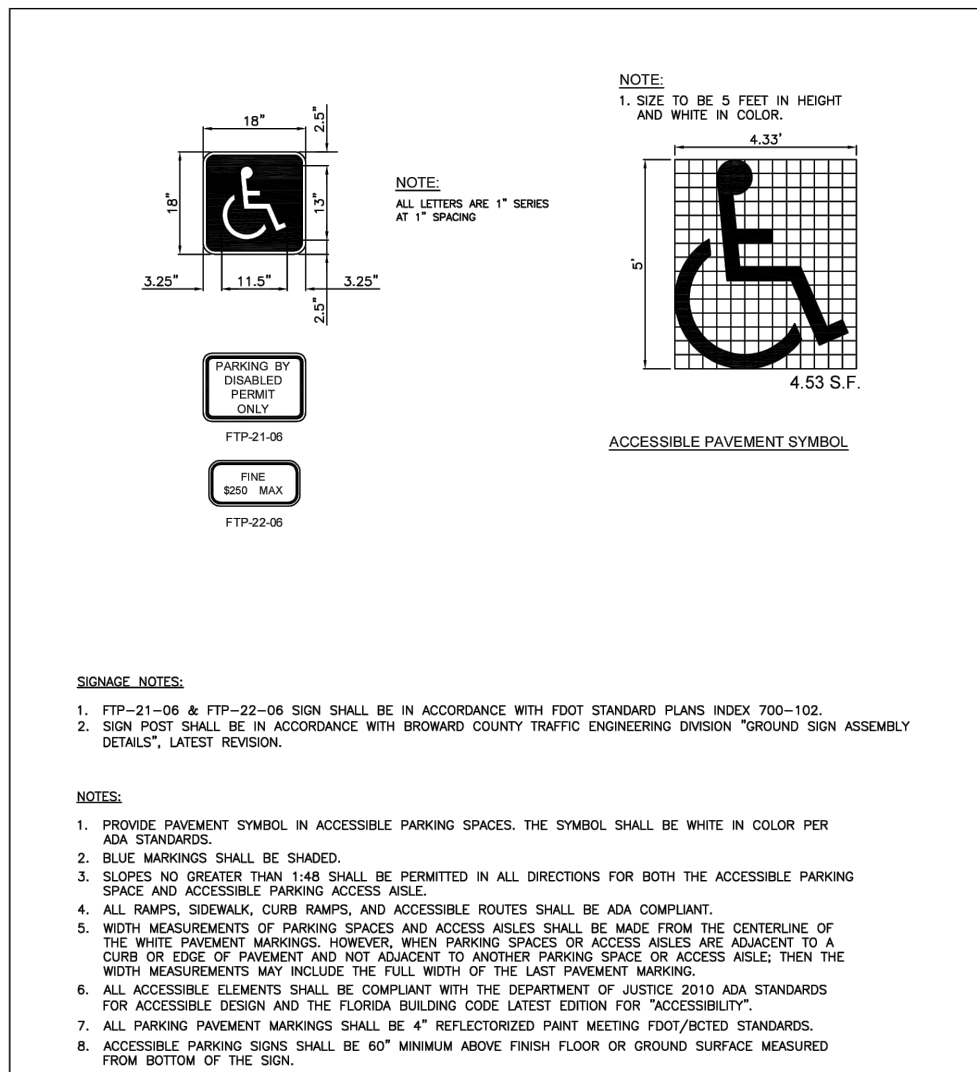 NOTE:
1. SIZE TO BE 5 FEET IN HEIGHT
AND WHITE IN COLOR.
4.33'
5'
4.53 S.F.
ACCESSIBLE PAVEMENT SYMBOL
18"
2.5"
18"
13"
3.25"
11.5"
3.25"
2.5"
NOTE:
ALL LETTERS ARE 1" SERIES
AT 1" SPACING
PARKING BY
DISABLED
PERMIT
ONLY
FTP-21-06
FINE
$250 MAX
FTP-22-06
SIGNAGE NOTES:
1. FTP-21-06 & FTP-22-06 SIGN SHALL BE IN ACCORDANCE WITH FDOT STANDARD PLANS INDEX 700-102.
2. SIGN POST SHALL BE IN ACCORDANCE WITH BROWARD COUNTY TRAFFIC ENGINEERING DIVISION "GROUND SIGN ASSEMBLY
DETAILS", LATEST REVISION.
NOTES:
1. PROVIDE PAVEMENT SYMBOL IN ACCESSIBLE PARKING SPACES. THE SYMBOL SHALL BE WHITE IN COLOR PER
ADA STANDARDS.
2. BLUE MARKINGS SHALL BE SHADED.
3. SLOPES NO GREATER THAN 1:48 SHALL BE PERMITTED IN ALL DIRECTIONS FOR BOTH THE ACCESSIBLE PARKING
SPACE AND ACCESSIBLE PARKING ACCESS AISLE.
4. ALL RAMPS, SIDEWALK, CURB RAMPS, AND ACCESSIBLE ROUTES SHALL BE ADA COMPLIANT.
5. WIDTH MEASUREMENTS OF PARKING SPACES AND ACCESS AISLES SHALL BE MADE FROM THE CENTERLINE OF
THE WHITE PAVEMENT MARKINGS. HOWEVER, WHEN PARKING SPACES OR ACCESS AISLES ARE ADJACENT TO A
CURB OR EDGE OF PAVEMENT AND NOT ADJACENT TO ANOTHER PARKING SPACE OR ACCESS AISLE; THEN THE
WIDTH MEASUREMENTS MAY INCLUDE THE FULL WIDTH OF THE LAST PAVEMENT MARKING.
6. ALL ACCESSIBLE ELEMENTS SHALL BE COMPLIANT WITH THE DEPARTMENT OF JUSTICE 2010 ADA STANDARDS
FOR ACCESSIBLE DESIGN AND THE FLORIDA BUILDING CODE LATEST EDITION FOR "ACCESSIBILITY".
7. ALL PARKING PAVEMENT MARKINGS SHALL BE 4" REFLECTORIZED PAINT MEETING FDOT/BCTED STANDARDS.
8. ACCESSIBLE PARKING SIGNS SHALL BE 60" MINIMUM ABOVE FINISH FLOOR OR GROUND SURFACE MEASURED
FROM BOTTOM OF THE SIGN.